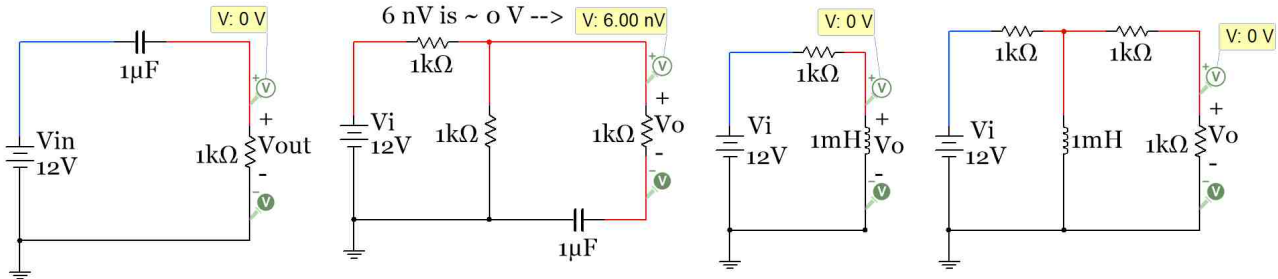 V: 0 V
1µF
Vin
12V
1kΩ
+
Vout
-
6 nV is ~ 0 V -->
V: 6.00 nV
1kΩ
Vi
12V
1kΩ
1kΩ
+
Vo
-
1µF
V: 0 V
1kΩ
Vi
12V
1mH
+
Vo
-
V: 0 V
1kΩ
1kΩ
Vi
12V
1mH
1kΩ
+
Vo
-